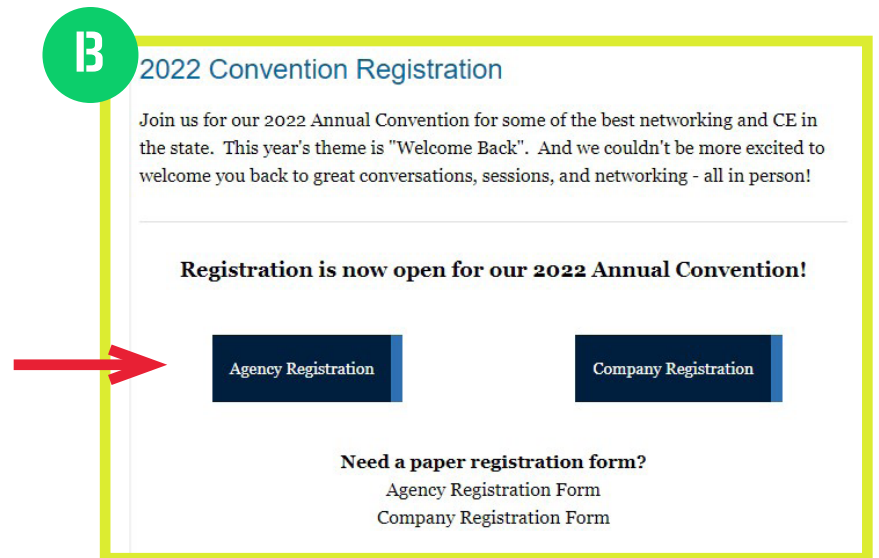 B
2022 Convention Registration
Join us for our 2022 Annual Convention for some of the best networking and CE in
the state.  This year's theme is "Welcome Back".  And we couldn't be more excited to
welcome you back to great conversations, sessions, and networking - all in person!
Registration is now open for our 2022 Annual Convention!
Agency Registration
Company Registration
Need a paper registration form?
Agency Registration Form
Company Registration Form